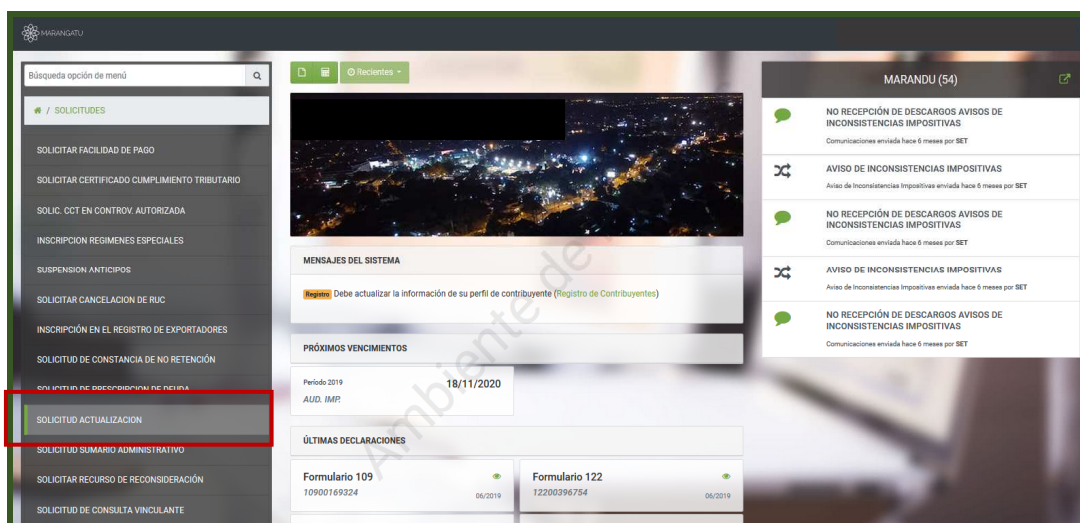 MARANGATU
Búsqueda opción de menú
/ SOLICITUDES
SOLICITAR FACILIDAD DE PAGO
SOLICITAR CERTIFICADO CUMPLIMIENTO TRIBUTARIO
SOLIC. CCT EN CONTROV. AUTORIZADA
INSCRIPCION REGIMENES ESPECIALES
SUSPENSION ANTICIPOS
SOLICITAR CANCELACION DE RUC
INSCRIPCIÓN EN EL REGISTRO DE EXPORTADORES
SOLICITUD DE CONSTANCIA DE NO RETENCIÓN
SOLICITUD DE PRESCRIPCION DE DEUDA
SOLICITUD ACTUALIZACION
SOLICITUD SUMARIO ADMINISTRATIVO
SOLICITAR RECURSO DE RECONSIDERACIÓN
SOLICITUD DE CONSULTA VINCULANTE
Recientes
MENSAJES DEL SISTEMA
Registro Debe actualizar la información de su perfil de contribuyente (Registro de Contribuyentes)
PRÓXIMOS VENCIMIENTOS
Periodo 2019 18/11/2020
AUD. IMP.
ÚLTIMAS DECLARACIONES
Formulario 109
10900169324 06/2019
Formulario 122
12200396754 06/2019
Ambiente de
MARANDU (54)
NO RECEPCIÓN DE DESCARGOS AVISOS DE
INCONSISTENCIAS IMPOSITIVAS
Comunicaciones enviada hace 6 meses por SET
AVISO DE INCONSISTENCIAS IMPOSITIVAS
Aviso de Inconsistencias Impositivas enviada hace 6 meses por SET
NO RECEPCIÓN DE DESCARGOS AVISOS DE
INCONSISTENCIAS IMPOSITIVAS
Comunicaciones enviada hace 6 meses por SET
AVISO DE INCONSISTENCIAS IMPOSITIVAS
Aviso de Inconsistencias Impositivas enviada hace 6 meses por SET
NO RECEPCIÓN DE DESCARGOS AVISOS DE
INCONSISTENCIAS IMPOSITIVAS
Comunicaciones enviada hace 6 meses por SET